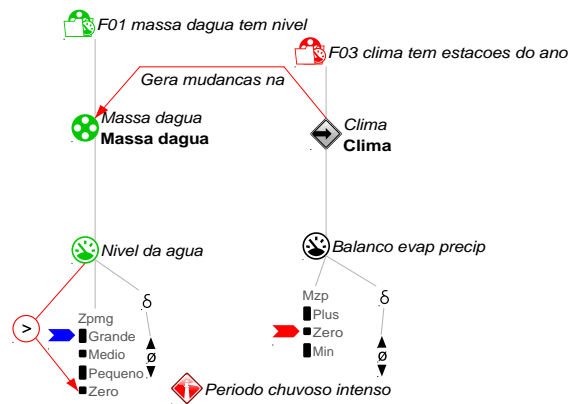 F01 massa dagua tem nivel
F03 clima tem estacoes do ano
Gera mudancas na
Massa dagua
Massa dagua
Clima
Clima
Nivel da agua
Balanco evap precip
δ
δ
Zpmg
Mzp
>
Grande
Medio
Pequeno
Zero
Plus
Zero
Min
ø
ø
Periodo chuvoso intenso